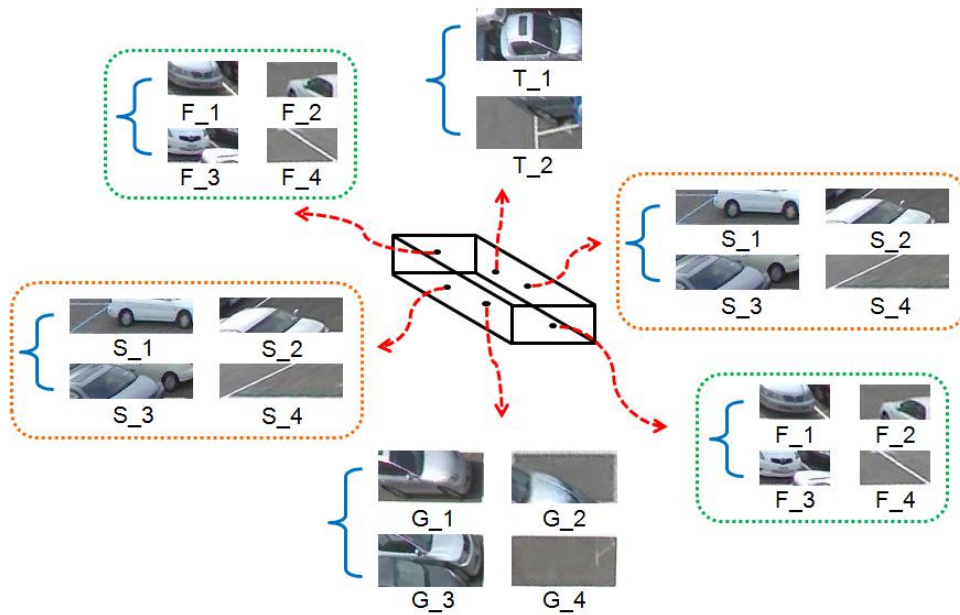 T_1
T_2
F_1 F_2
F_3 F_4
S_1 S_2
S_3 S_4
S_1 S_2
S_3 S_4
F_1 F_2
F_3 F_4
G_1 G_2
G_3 G_4